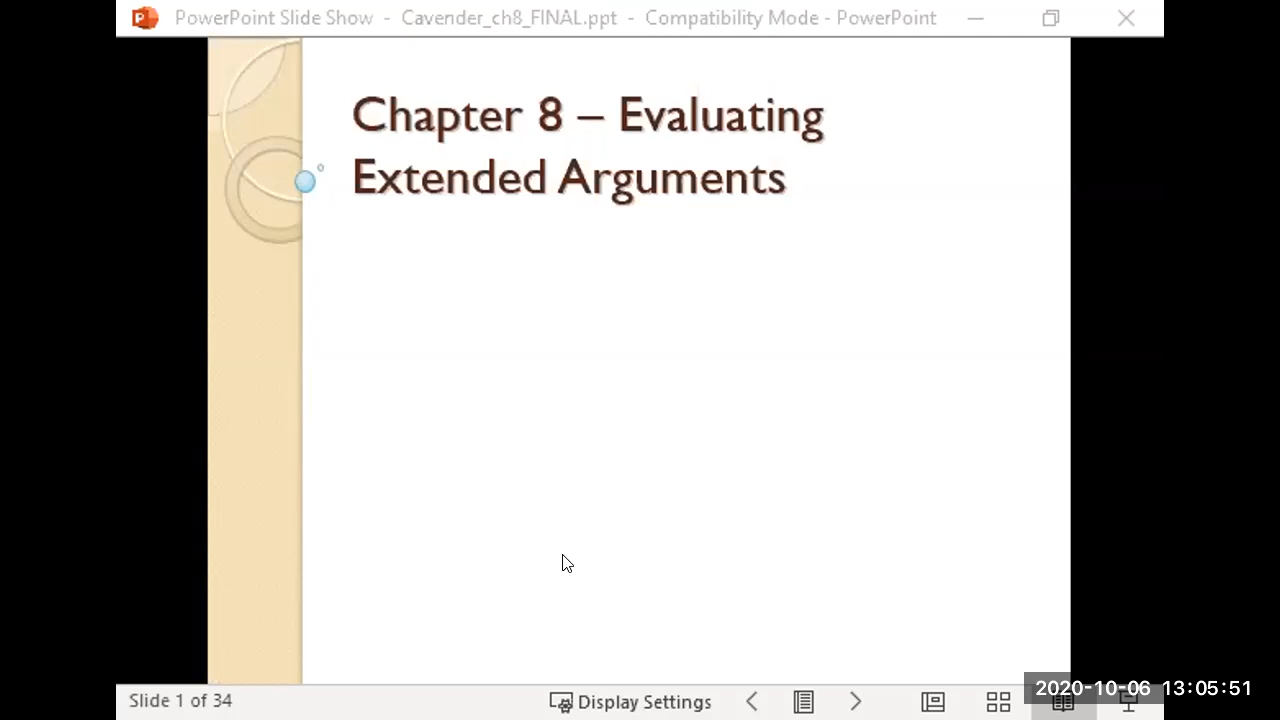 PowerPoint Slide Show - Cavender_ch8_FINAL.ppt - Compatibility Mode - PowerPoint
Chapter 8 – Evaluating
Extended Arguments
Slide 1 of 34
Display Settings
2020-10-06 13:05:51